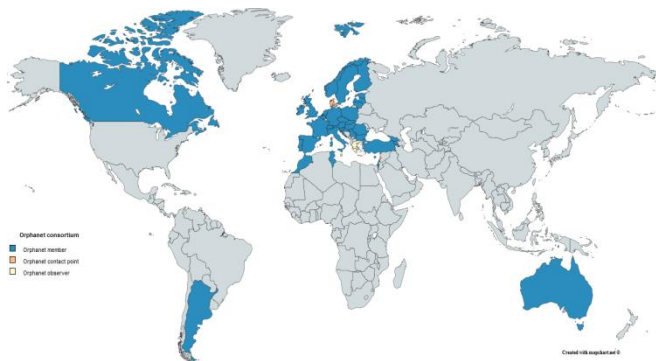 Orphanet consortium
Orphanet member
Orphanet contact point
Orphanet observer
Created with mapchart.net ©